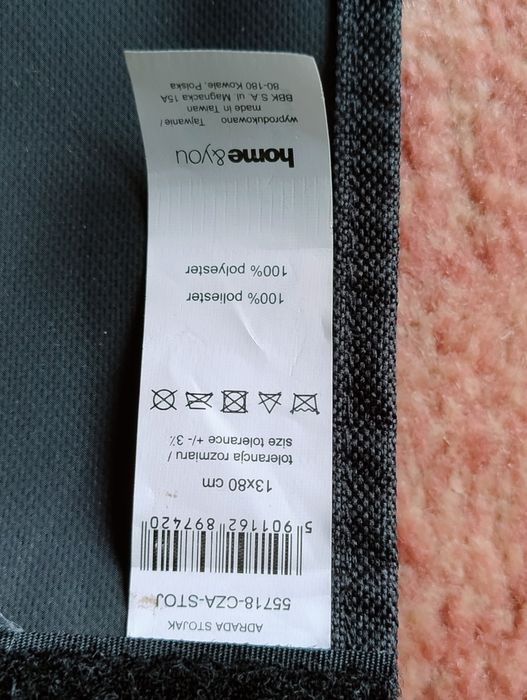 ADRADA STOJAK
55718-CZA-STOJ
5 901162 897420
13x80 cm
tolerancja rozmiaru /
size tolerance +/- 3%
100% poliester
100% polyester
home&you
wyprodukowano Tajwanie /
made in Taiwan
BBK S.A. ul. Magnacka 15A
80-180 Kowale, Polska